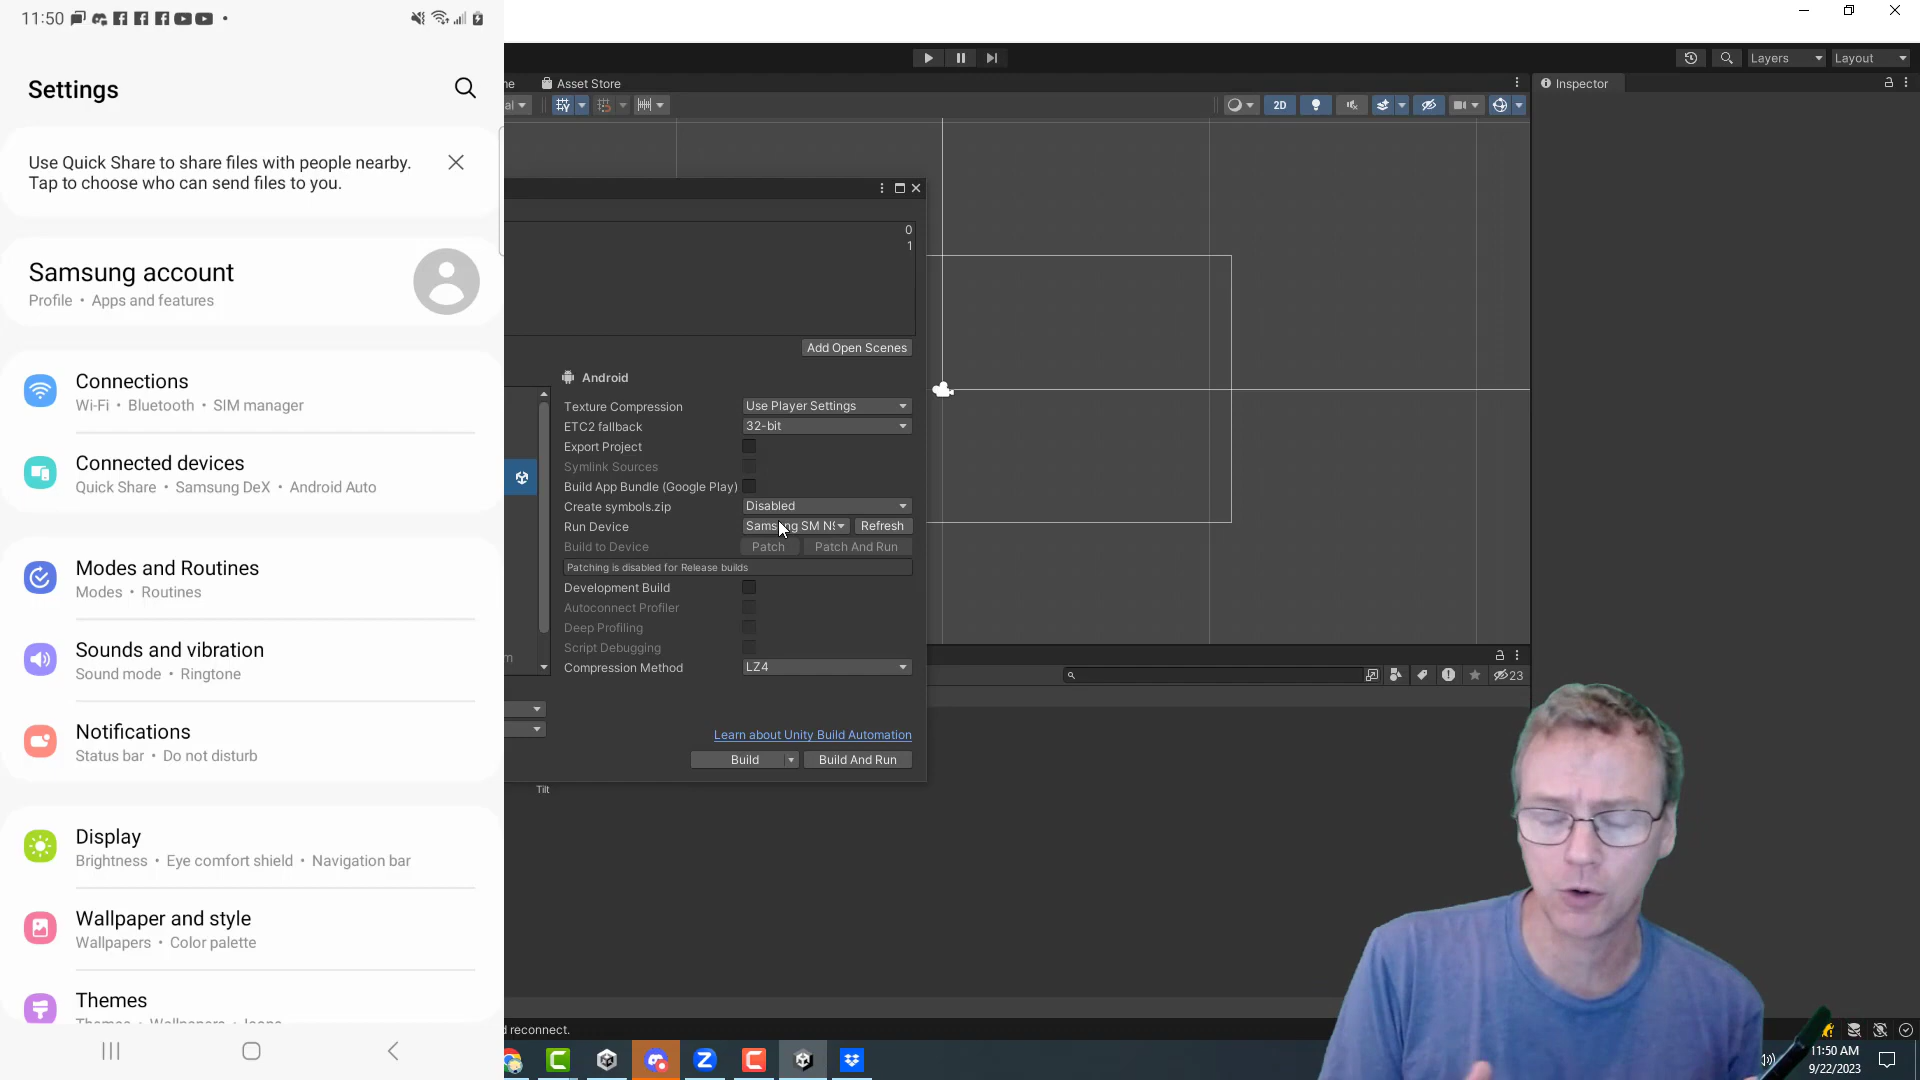 11:50
Settings
Use Quick Share to share files with people nearby.
Tap to choose who can send files to you.
Samsung account
Profile • Apps and features
Connections
Wi-Fi • Bluetooth • SIM manager
Connected devices
Quick Share • Samsung DeX • Android Auto
Modes and Routines
Modes • Routines
Sounds and vibration
Sound mode • Ringtone
Notifications
Status bar • Do not disturb
Display
Brightness • Eye comfort shield • Navigation bar
Wallpaper and style
Wallpapers • Color palette
Themes
Themes • Wallpapers • Icons
Layers
Layout
Asset Store
Inspector
2D
0
1
Add Open Scenes
Android
Texture Compression Use Player Settings
ETC2 fallback 32-bit
Export Project
Symlink Sources
Build App Bundle (Google Play)
Create symbols.zip Disabled
Run Device Refresh
Build to Device Patch Patch And Run
Patching is disabled for Release builds
Development Build
Autoconnect Profiler
Deep Profiling
Script Debugging
Compression Method LZ4
Learn about Unity Build Automation
Build Build And Run
23
Tilt
reconnect.
11:50 AM
9/22/2023